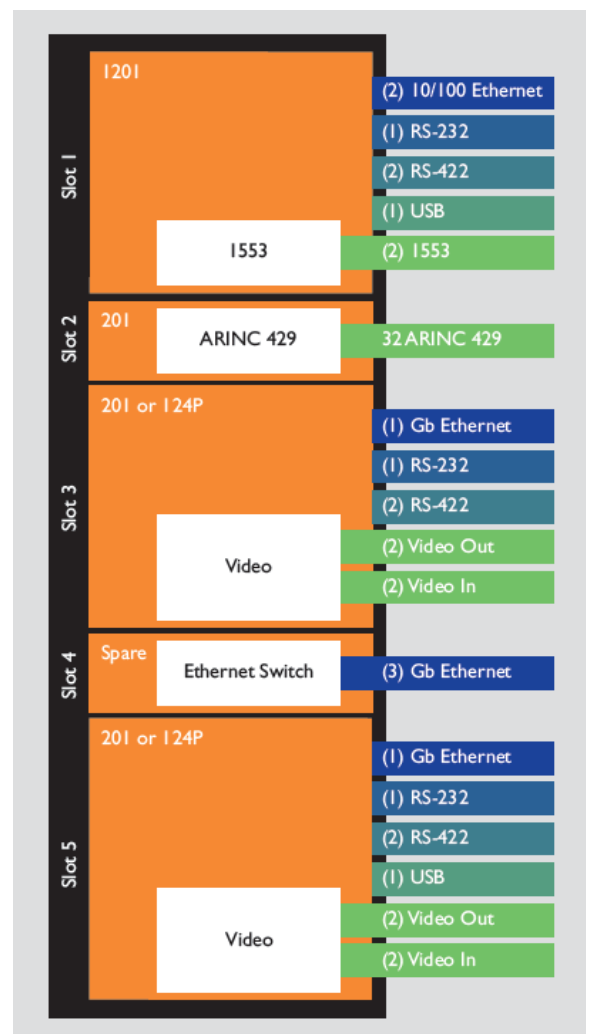 Slot 1
1201
(2) 10/100 Ethernet
(1) RS-232
(2) RS-422
(1) USB
1553
(2) 1553
Slot 2
201
ARINC 429
32 ARINC 429
Slot 3
201 or 124P
(1) Gb Ethernet
(1) RS-232
(2) RS-422
Video
(2) Video Out
(2) Video In
Slot 4
Spare
Ethernet Switch
(3) Gb Ethernet
Slot 5
201 or 124P
(1) Gb Ethernet
(1) RS-232
(2) RS-422
(1) USB
Video
(2) Video Out
(2) Video In